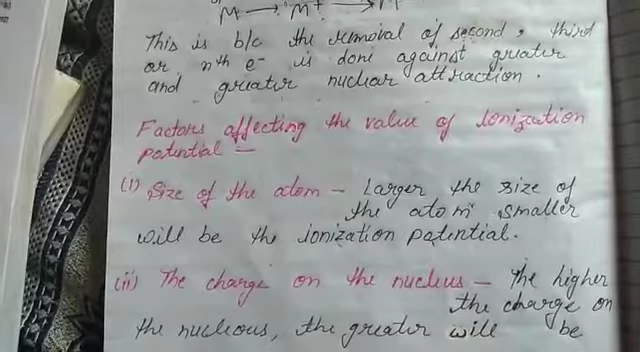 M → M+ →
This is b/c the removal of second, third
or nth e- is done against greater
and greater nuclear attraction.
Factors affecting the value of Ionization
potential =
(i) Size of the atom - Larger the size of
the atom smaller
will be the ionization potential.
(ii) The charge on the nucleus - The higher
the charge on
the nucleous, the greater will be